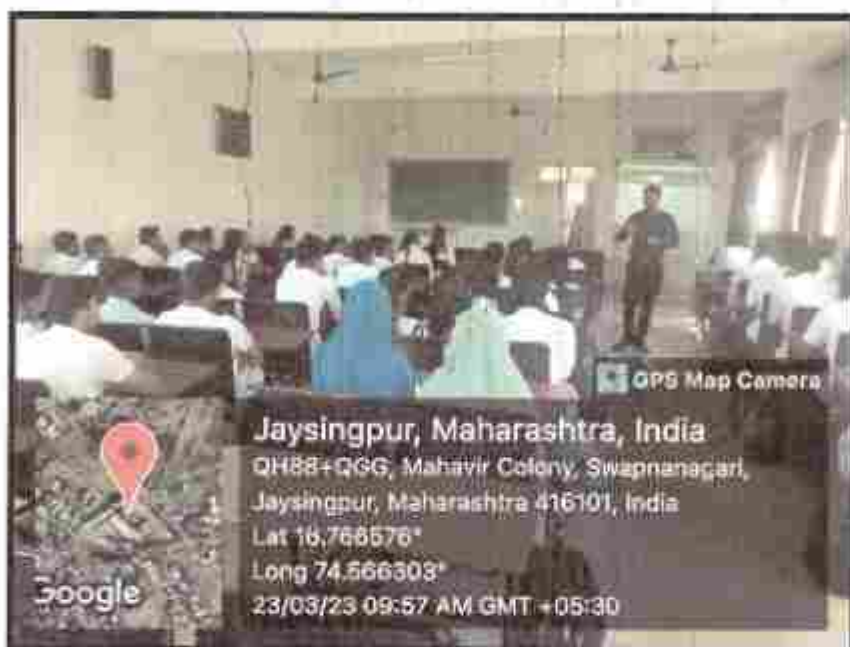 GPS Map Camera
Jaysingpur, Maharashtra, India
QH88+QGG, Mahavir Colony, Swapnanagari,
Jaysingpur, Maharashtra 416101, India
Lat 16.766576°
Long 74.566303°
23/03/23 09:57 AM GMT +05:30
Google